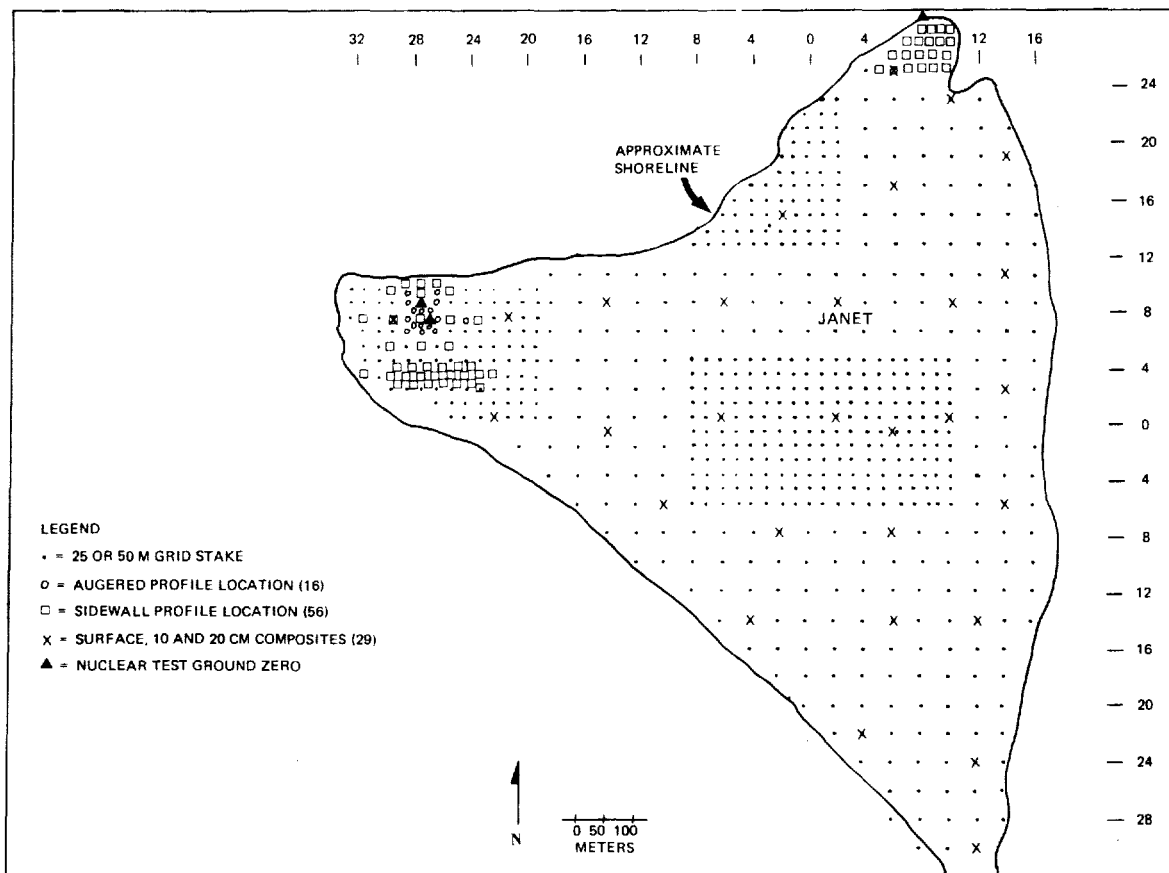 32 28 24 20 16 12 8 4 0 4 8 12 16
24
20
16
12
8
4
0
4
8
12
16
20
24
28
APPROXIMATE
SHORELINE
JANET
LEGEND
· = 25 OR 50 M GRID STAKE
o = AUGERED PROFILE LOCATION (16)
□ = SIDEWALL PROFILE LOCATION (56)
x = SURFACE, 10 AND 20 CM COMPOSITES (29)
▲ = NUCLEAR TEST GROUND ZERO
N
0 50 100
METERS